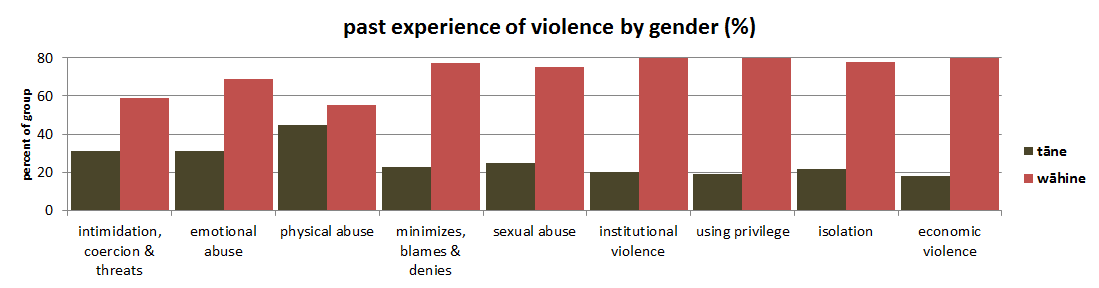 past experience of violence by gender (%)
percent of group
80
60
40
20
0
intimidation,
coercion &
threats
emotional
abuse
physical abuse
minimizes,
blames &
denies
sexual abuse
institutional
violence
using privilege
isolation
economic
violence
tāne
wāhine